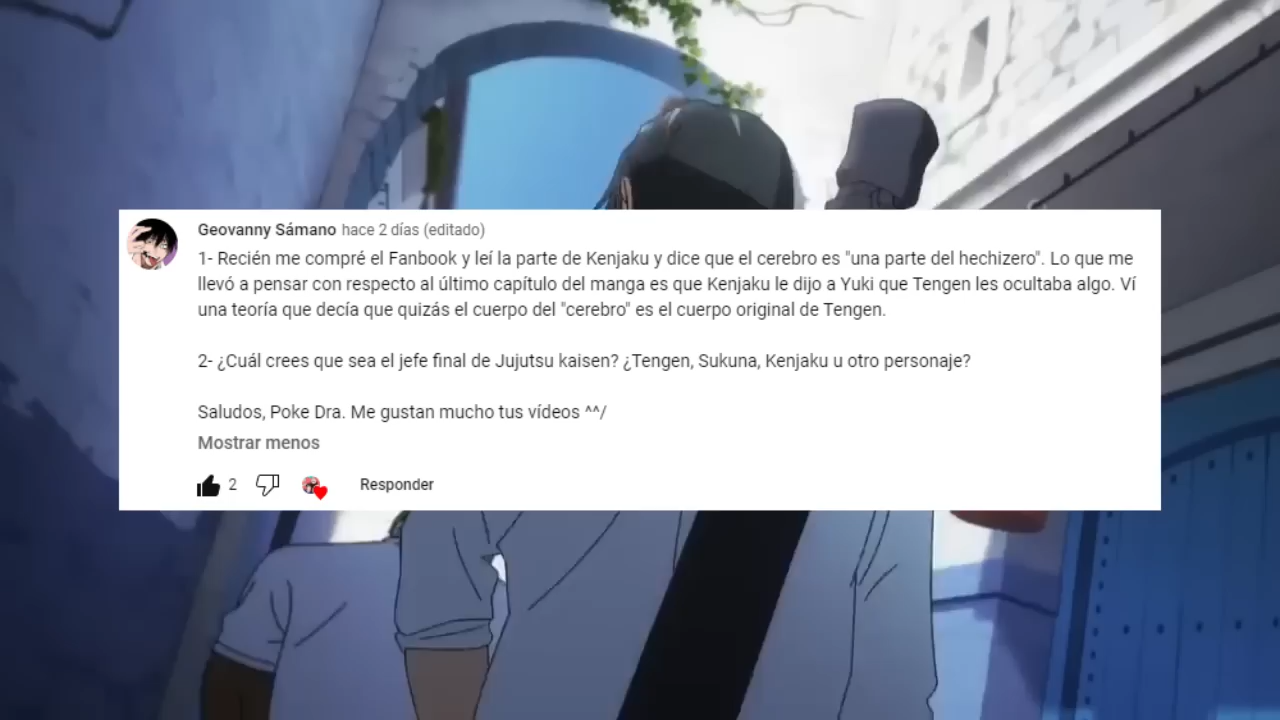 Geovanny Sámano hace 2 días (editado)
1- Recién me compré el Fanbook y leí la parte de Kenjaku y dice que el cerebro es "una parte del hechizero". Lo que me
llevó a pensar con respecto al último capítulo del manga es que Kenjaku le dijo a Yuki que Tengen les ocultaba algo. Ví
una teoría que decía que quizás el cuerpo del "cerebro" es el cuerpo original de Tengen.
2- ¿Cuál crees que sea el jefe final de Jujutsu kaisen? ¿Tengen, Sukuna, Kenjaku u otro personaje?
Saludos, Poke Dra. Me gustan mucho tus vídeos ^^/
Mostrar menos
2 Responder